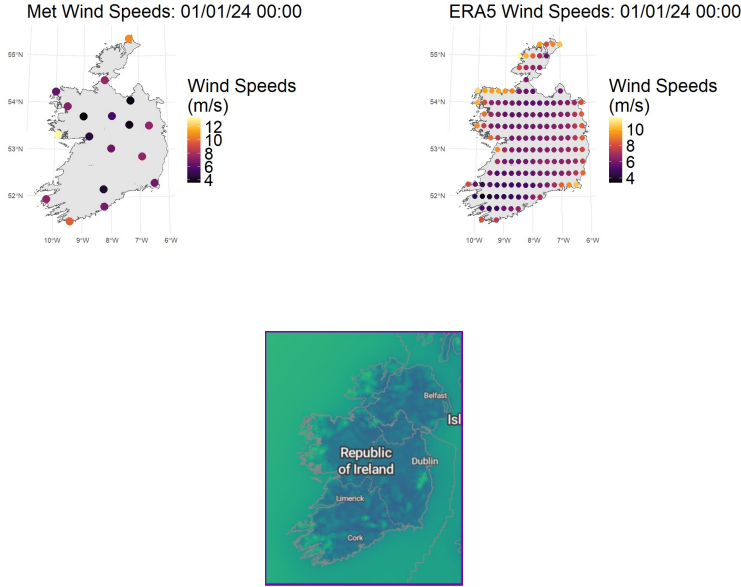 Met Wind Speeds: 01/01/24 00:00
55°N
54°N
53°N
52°N
10°W 9°W 8°W 7°W 6°W
Wind Speeds
(m/s)
12
10
8
6
4
ERA5 Wind Speeds: 01/01/24 00:00
55°N
54°N
53°N
52°N
10°W 9°W 8°W 7°W 6°W
Wind Speeds
(m/s)
10
8
6
4
Belfast
Isl
Republic
of Ireland
Dublin
Limerick
Cork